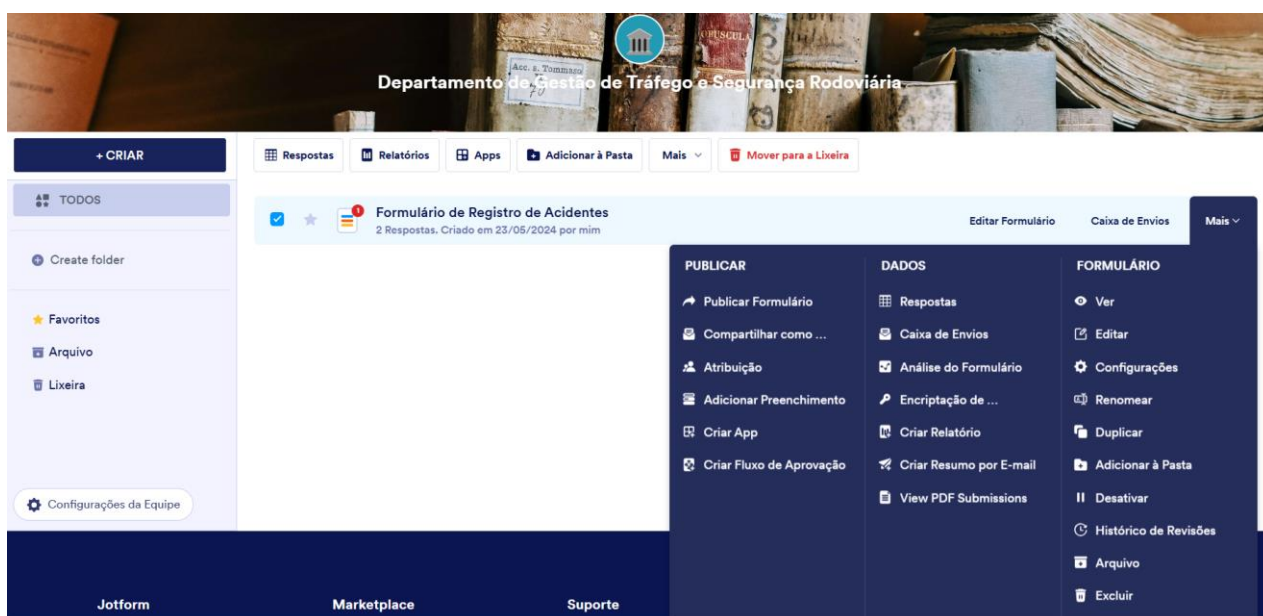 OPUSCULA
Acc. s. Tommaso
Departamento de Gestão de Tráfego e Segurança Rodoviária
+ CRIAR
Respostas
Relatórios
Apps
Adicionar à Pasta
Mais
Mover para a Lixeira
TODOS
1
Formulário de Registro de Acidentes
2 Respostas. Criado em 23/05/2024 por mim
Editar Formulário
Caixa de Envios
Mais
Create folder
Favoritos
Arquivo
Lixeira
Configurações da Equipe
PUBLICAR
Publicar Formulário
Compartilhar como ...
Atribuição
Adicionar Preenchimento
Criar App
Criar Fluxo de Aprovação
DADOS
Respostas
Caixa de Envios
Análise do Formulário
Encriptação de ...
Criar Relatório
Criar Resumo por E-mail
View PDF Submissions
FORMULÁRIO
Ver
Editar
Configurações
Renomear
Duplicar
Adicionar à Pasta
Desativar
Histórico de Revisões
Arquivo
Excluir
Jotform
Marketplace
Suporte